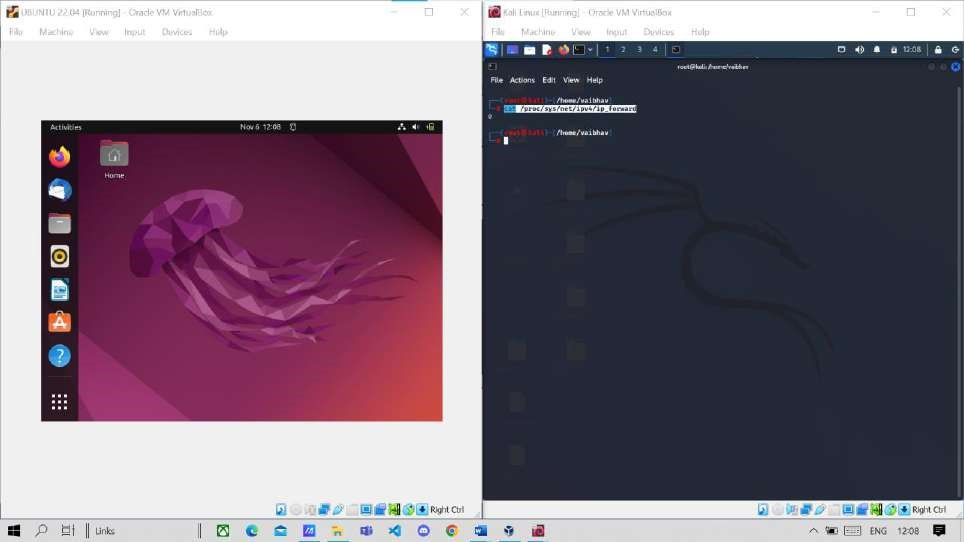 UBUNTU 22.04 [Running] - Oracle VM VirtualBox
File Machine View Input Devices Help
Activities
Nov 6 12:08
Home
Right Ctrl
Kali Linux [Running] - Oracle VM VirtualBox
File Machine View Input Devices Help
1 2 3 4
12:08
root@kali: /home/vaibhav
File Actions Edit View Help
(root㉿kali)-[/home/vaibhav]
# cat /proc/sys/net/ipv4/ip_forward
0
(root㉿kali)-[/home/vaibhav]
#
Right Ctrl
Links
ENG 12:08